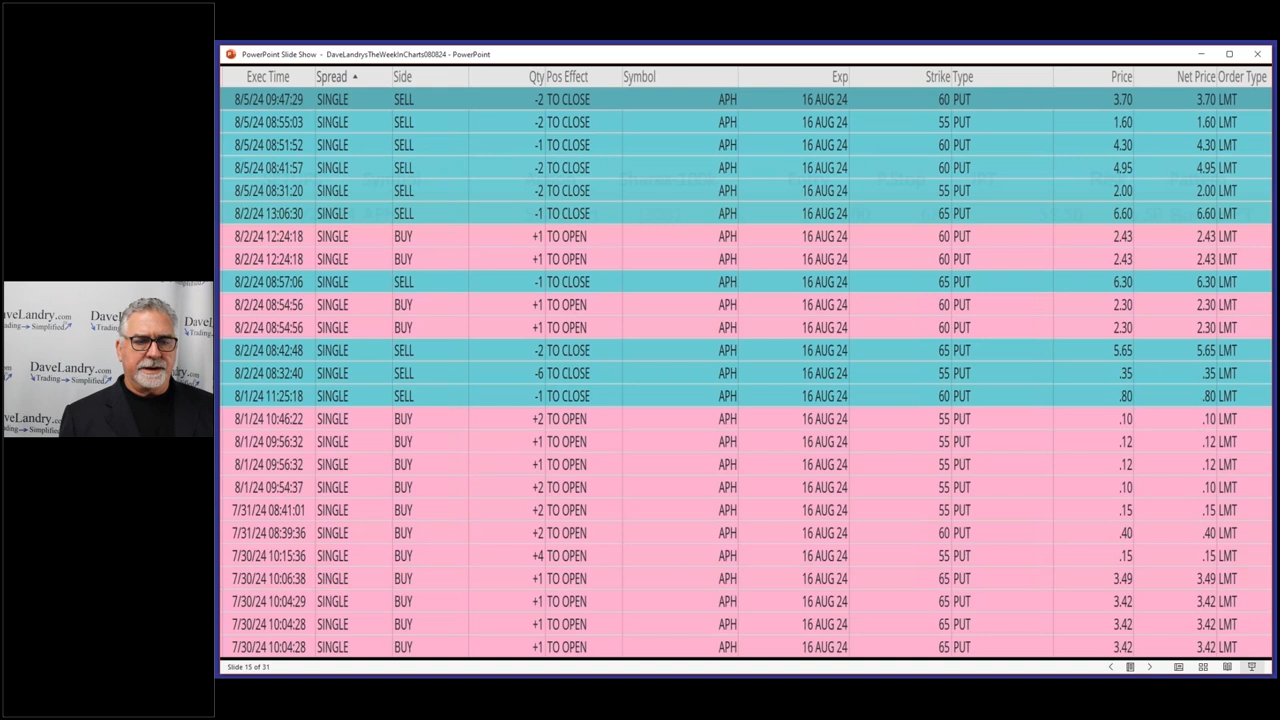 PowerPoint Slide Show - DaveLandrysTheWeekInCharts080824 - PowerPoint
Exec Time Spread Side Qty Pos Effect Symbol Exp Strike Type Price Net Price Order Type
8/5/24 09:47:29 SINGLE SELL -2 TO CLOSE APH 16 AUG 24 60 PUT 3.70 3.70 LMT
8/5/24 08:55:03 SINGLE SELL -2 TO CLOSE APH 16 AUG 24 55 PUT 1.60 1.60 LMT
8/5/24 08:51:52 SINGLE SELL -1 TO CLOSE APH 16 AUG 24 60 PUT 4.30 4.30 LMT
8/5/24 08:41:57 SINGLE SELL -2 TO CLOSE APH 16 AUG 24 60 PUT 4.95 4.95 LMT
8/5/24 08:31:20 SINGLE SELL -2 TO CLOSE APH 16 AUG 24 55 PUT 2.00 2.00 LMT
8/2/24 13:06:30 SINGLE SELL -1 TO CLOSE APH 16 AUG 24 65 PUT 6.60 6.60 LMT
8/2/24 12:24:18 SINGLE BUY +1 TO OPEN APH 16 AUG 24 60 PUT 2.43 2.43 LMT
8/2/24 12:24:18 SINGLE BUY +1 TO OPEN APH 16 AUG 24 60 PUT 2.43 2.43 LMT
8/2/24 08:57:06 SINGLE SELL -1 TO CLOSE APH 16 AUG 24 65 PUT 6.30 6.30 LMT
8/2/24 08:54:56 SINGLE BUY +1 TO OPEN APH 16 AUG 24 60 PUT 2.30 2.30 LMT
8/2/24 08:54:56 SINGLE BUY +1 TO OPEN APH 16 AUG 24 60 PUT 2.30 2.30 LMT
8/2/24 08:42:48 SINGLE SELL -2 TO CLOSE APH 16 AUG 24 65 PUT 5.65 5.65 LMT
8/2/24 08:32:40 SINGLE SELL -6 TO CLOSE APH 16 AUG 24 55 PUT .35 .35 LMT
8/1/24 11:25:18 SINGLE SELL -1 TO CLOSE APH 16 AUG 24 60 PUT .80 .80 LMT
8/1/24 10:46:22 SINGLE BUY +2 TO OPEN APH 16 AUG 24 55 PUT .10 .10 LMT
8/1/24 09:56:32 SINGLE BUY +1 TO OPEN APH 16 AUG 24 55 PUT .12 .12 LMT
8/1/24 09:56:32 SINGLE BUY +1 TO OPEN APH 16 AUG 24 55 PUT .12 .12 LMT
8/1/24 09:54:37 SINGLE BUY +2 TO OPEN APH 16 AUG 24 55 PUT .10 .10 LMT
7/31/24 08:41:01 SINGLE BUY +2 TO OPEN APH 16 AUG 24 55 PUT .15 .15 LMT
7/31/24 08:39:36 SINGLE BUY +2 TO OPEN APH 16 AUG 24 60 PUT .40 .40 LMT
7/30/24 10:15:36 SINGLE BUY +4 TO OPEN APH 16 AUG 24 55 PUT .15 .15 LMT
7/30/24 10:06:38 SINGLE BUY +1 TO OPEN APH 16 AUG 24 65 PUT 3.49 3.49 LMT
7/30/24 10:04:29 SINGLE BUY +1 TO OPEN APH 16 AUG 24 65 PUT 3.42 3.42 LMT
7/30/24 10:04:28 SINGLE BUY +1 TO OPEN APH 16 AUG 24 65 PUT 3.42 3.42 LMT
7/30/24 10:04:28 SINGLE BUY +1 TO OPEN APH 16 AUG 24 65 PUT 3.42 3.42 LMT
Slide 15 of 31
DaveLandry.com
Trading Simplified